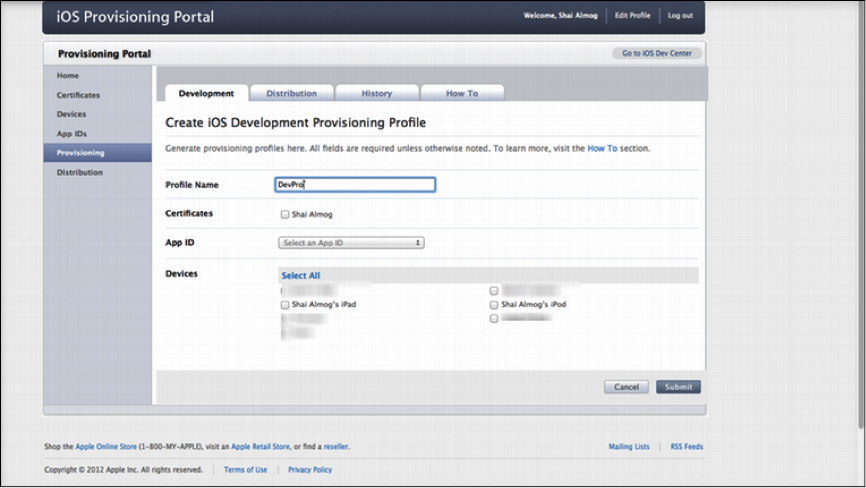 iOS Provisioning Portal
Welcome, Shai Almog Edit Profile Log out
Provisioning Portal
Go to iOS Dev Center
Home
Certificates
Devices
App IDs
Provisioning
Distribution
Development Distribution History How To
Create iOS Development Provisioning Profile
Generate provisioning profiles here. All fields are required unless otherwise noted. To learn more, visit the How To section.
Profile Name DevPro
Certificates Shai Almog
App ID Select an App ID
Devices Select All
Shai Almog's iPad Shai Almog's iPod
Cancel Submit
Shop the Apple Online Store (1-800-MY-APPLE), visit an Apple Retail Store, or find a reseller. Mailing Lists RSS Feeds
Copyright © 2012 Apple Inc. All rights reserved. Terms of Use Privacy Policy